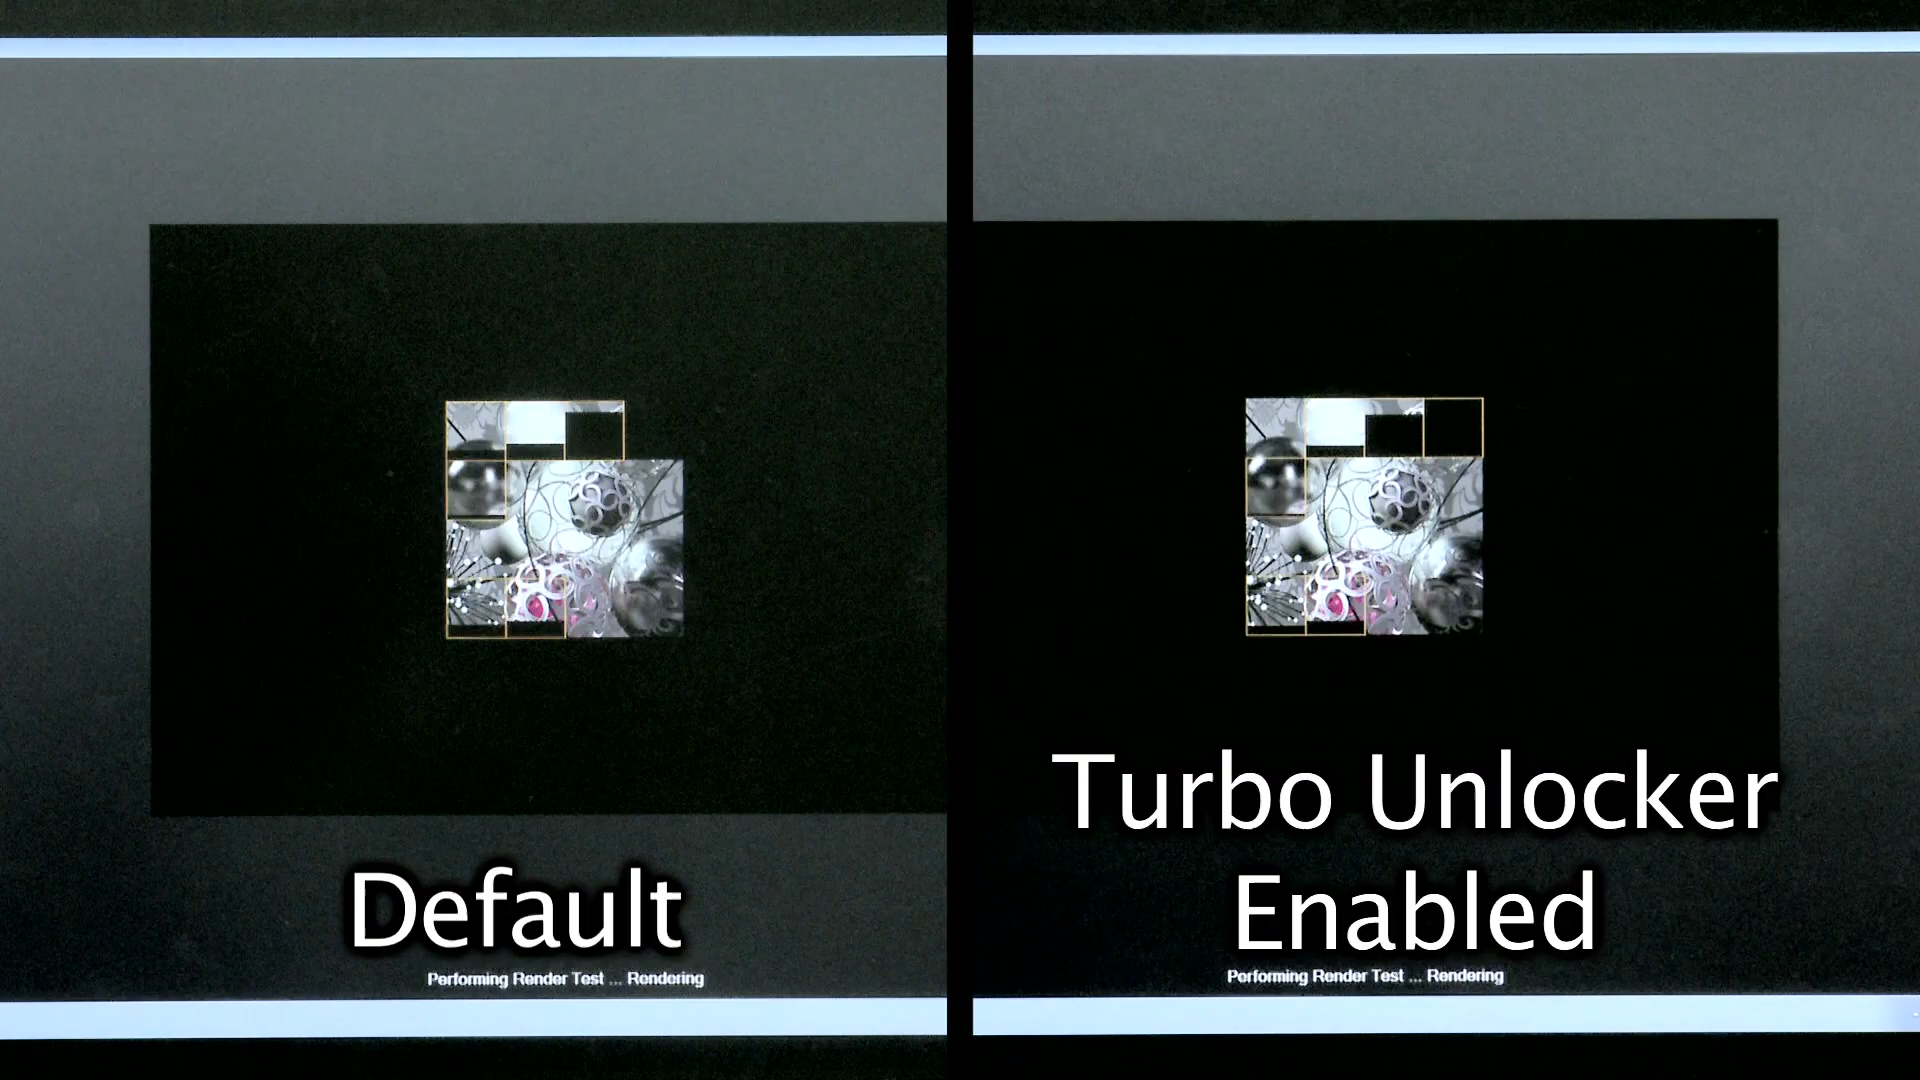 Default
Performing Render Test ... Rendering
Turbo Unlocker
Enabled
Performing Render Test ... Rendering